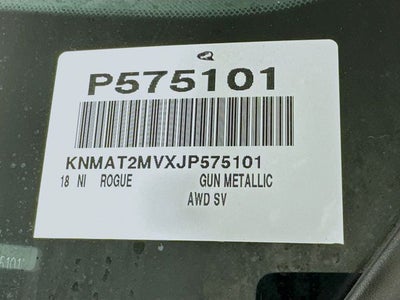 P575101
KNMAT2MVXJP575101
18 NI ROGUE GUN METALLIC
AWD SV